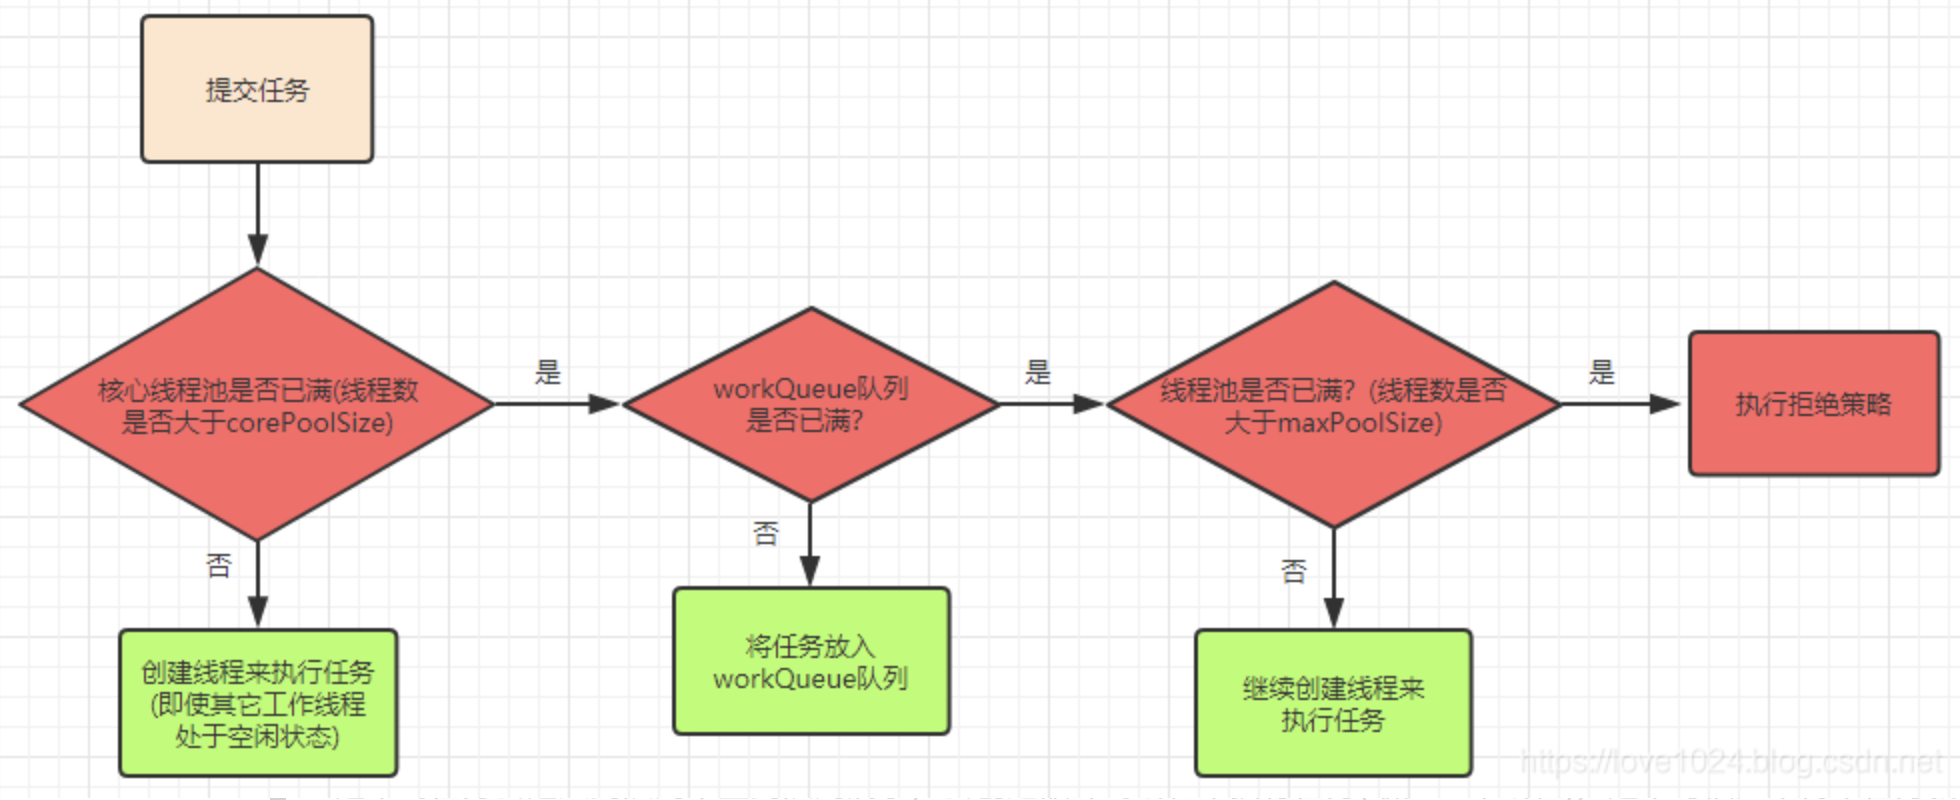 提交任务
核心线程池是否已满(线程数
是否大于corePoolSize)
是
workQueue队列
是否已满?
是
线程池是否已满? (线程数是否
大于maxPoolSize)
是
执行拒绝策略
否
创建线程来执行任务
(即使其它工作线程
处于空闲状态)
否
将任务放入
workQueue队列
否
继续创建线程来
执行任务
https://love1024.blog.csdn.net